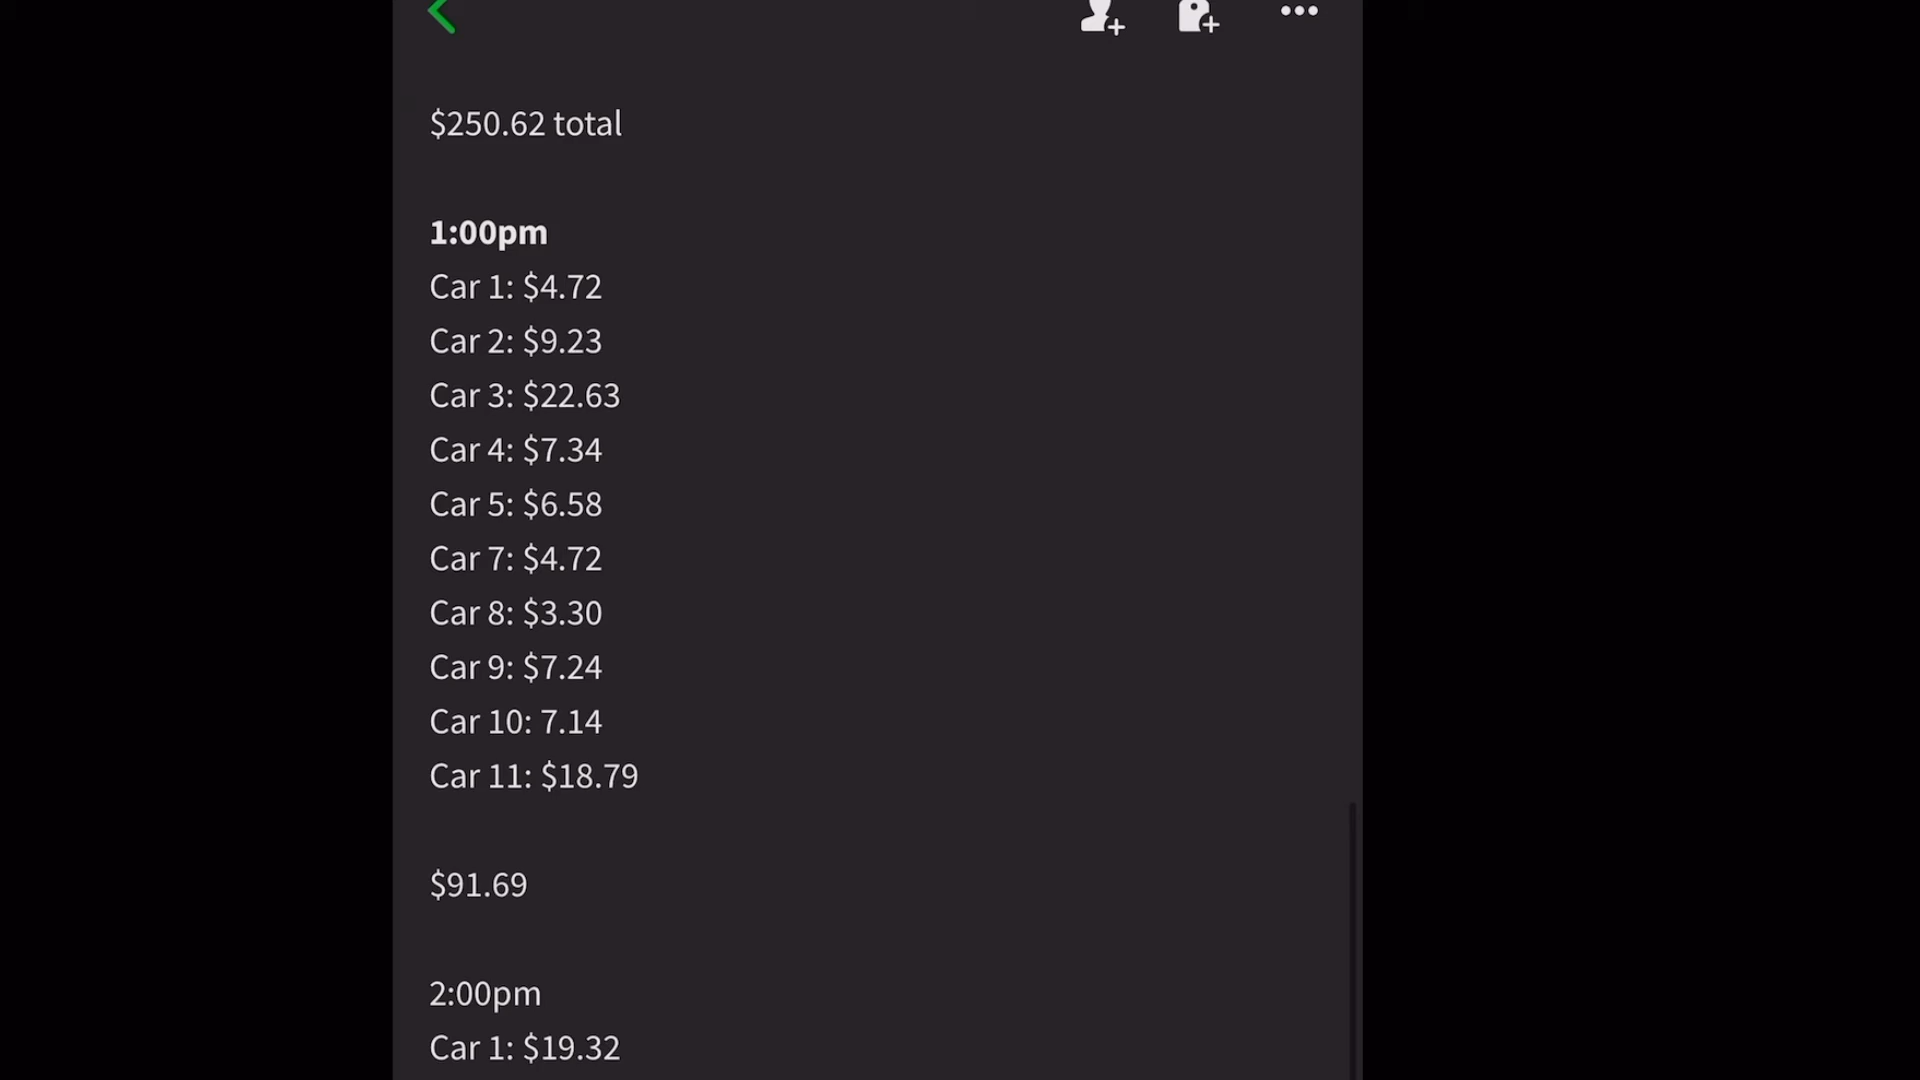 $250.62 total
1:00pm
Car 1: $4.72
Car 2: $9.23
Car 3: $22.63
Car 4: $7.34
Car 5: $6.58
Car 7: $4.72
Car 8: $3.30
Car 9: $7.24
Car 10: 7.14
Car 11: $18.79
$91.69
2:00pm
Car 1: $19.32